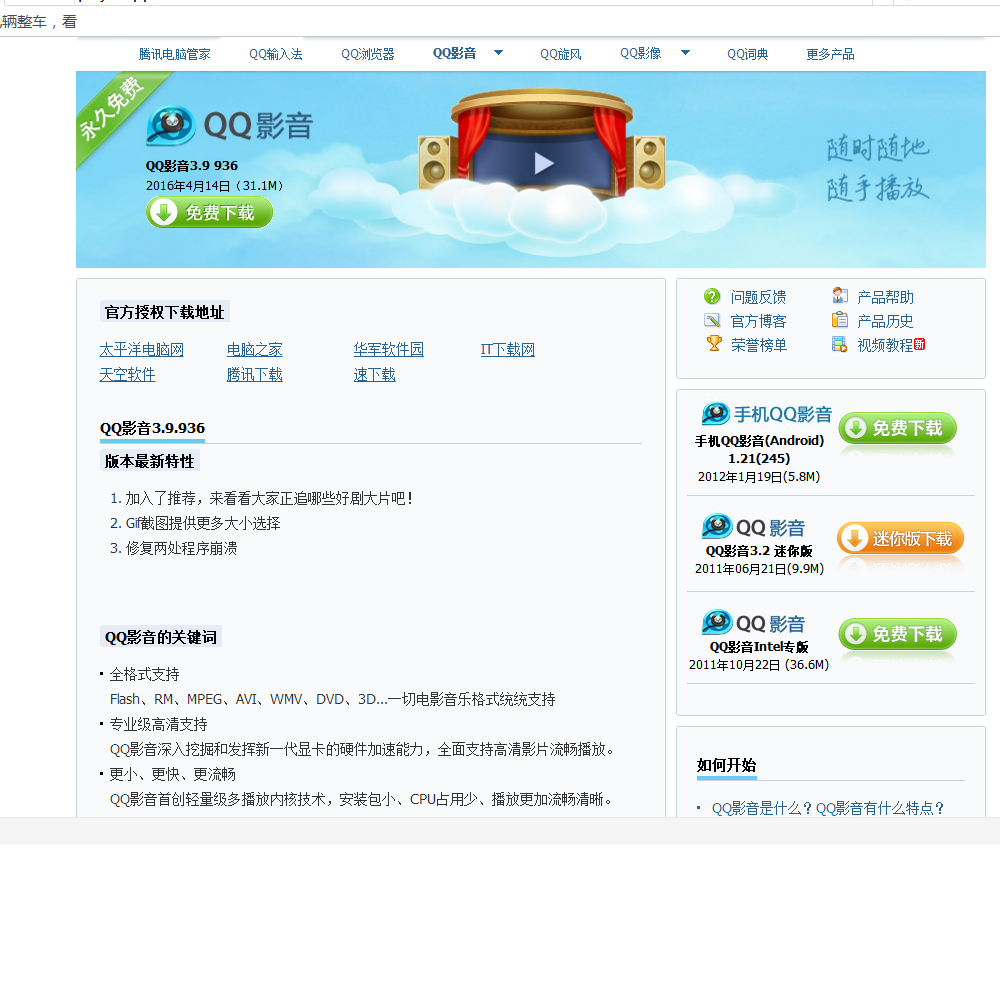 辆整车，看
腾讯电脑管家 QQ输入法 QQ浏览器 QQ影音 QQ旋风 QQ影像 QQ词典 更多产品
永久免费
QQ影音
QQ影音3.9 936
2016年4月14日（31.1M）
免费下载
随时随地
随手播放
官方授权下载地址
太平洋电脑网 电脑之家 华军软件园 IT下载网
天空软件 腾讯下载 速下载
QQ影音3.9.936
版本最新特性
1. 加入了推荐，来看看大家正追哪些好剧大片吧！
2. Gif截图提供更多大小选择
3. 修复两处程序崩溃
QQ影音的关键词
全格式支持
Flash、RM、MPEG、AVI、WMV、DVD、3D...一切电影音乐格式统统支持
专业级高清支持
QQ影音深入挖掘和发挥新一代显卡的硬件加速能力，全面支持高清影片流畅播放。
更小、更快、更流畅
QQ影音首创轻量级多播放内核技术，安装包小、CPU占用少、播放更加流畅清晰。
问题反馈 产品帮助
官方博客 产品历史
荣誉榜单 视频教程新
手机QQ影音
手机QQ影音(Android)
1.21(245)
2012年1月19日(5.8M)
免费下载
QQ影音
QQ影音3.2 迷你版
2011年06月21日(9.9M)
迷你版下载
QQ影音
QQ影音Intel专版
2011年10月22日 (36.6M)
免费下载
如何开始
QQ影音是什么？QQ影音有什么特点？